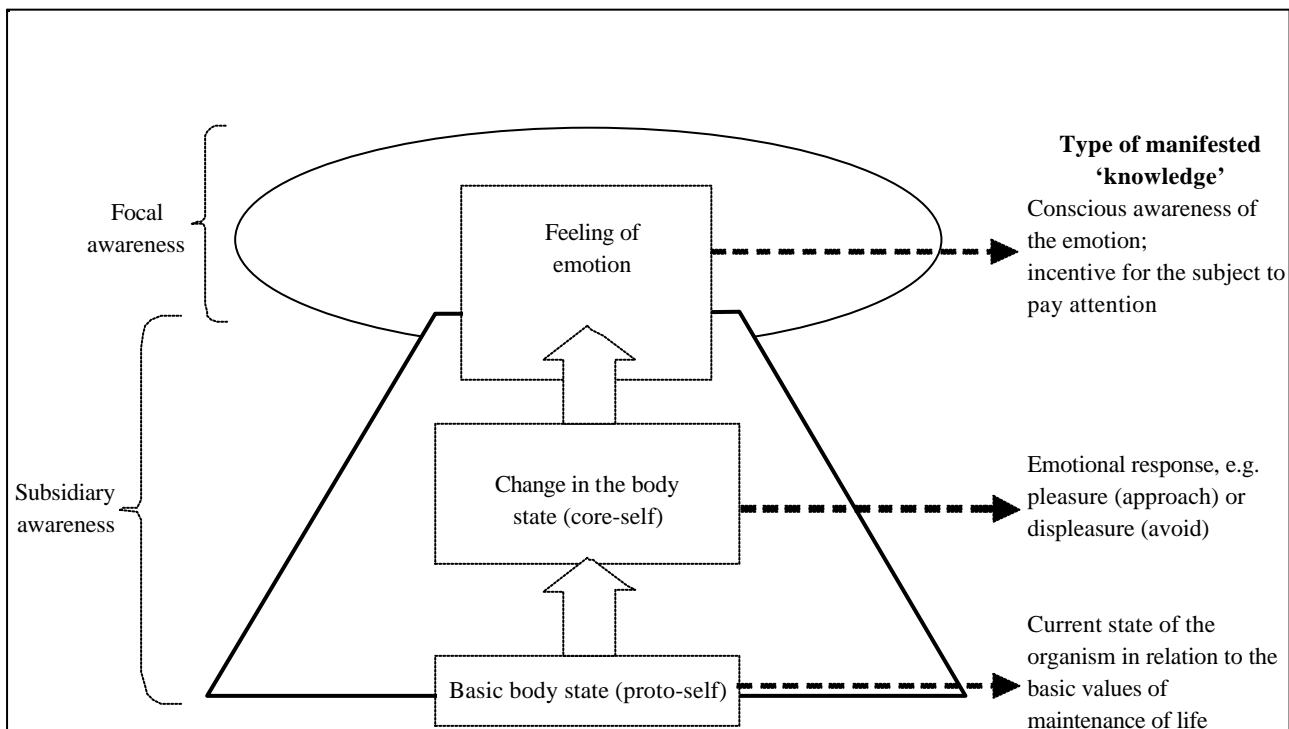 Type of manifested
‘knowledge’
Focal
awareness
Feeling of
emotion
Conscious awareness of
the emotion;
incentive for the subject to
pay attention
Subsidiary
awareness
Change in the body
state (core-self)
Emotional response, e.g.
pleasure (approach) or
displeasure (avoid)
Basic body state (proto-self)
Current state of the
organism in relation to the
basic values of
maintenance of life